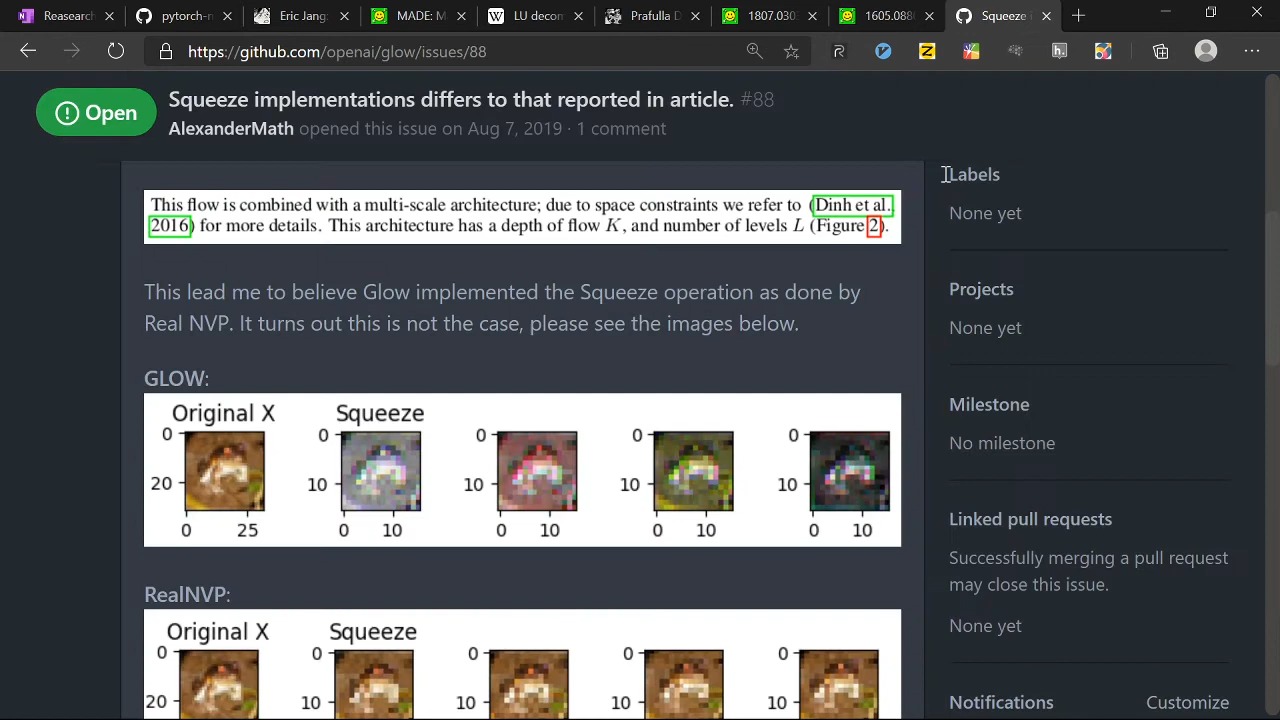 Reasearch
pytorch-n
Eric Jang:
MADE: M
LU decom
Prafulla D
1807.030
1605.088
Squeeze i
https://github.com/openai/glow/issues/88
Open
Squeeze implementations differs to that reported in article. #88
AlexanderMath opened this issue on Aug 7, 2019 · 1 comment
This flow is combined with a multi-scale architecture; due to space constraints we refer to (Dinh et al.,
2016) for more details. This architecture has a depth of flow K, and number of levels L (Figure 2).
This lead me to believe Glow implemented the Squeeze operation as done by
Real NVP. It turns out this is not the case, please see the images below.
GLOW:
Original X Squeeze
0 0 0 0 0
20 10 10 10 10
0 25 0 10 0 10 0 10 0 10
RealNVP:
Original X Squeeze
0 0 0 0 0
20 10 10 10 10
Labels
None yet
Projects
None yet
Milestone
No milestone
Linked pull requests
Successfully merging a pull request
may close this issue.
None yet
Notifications Customize